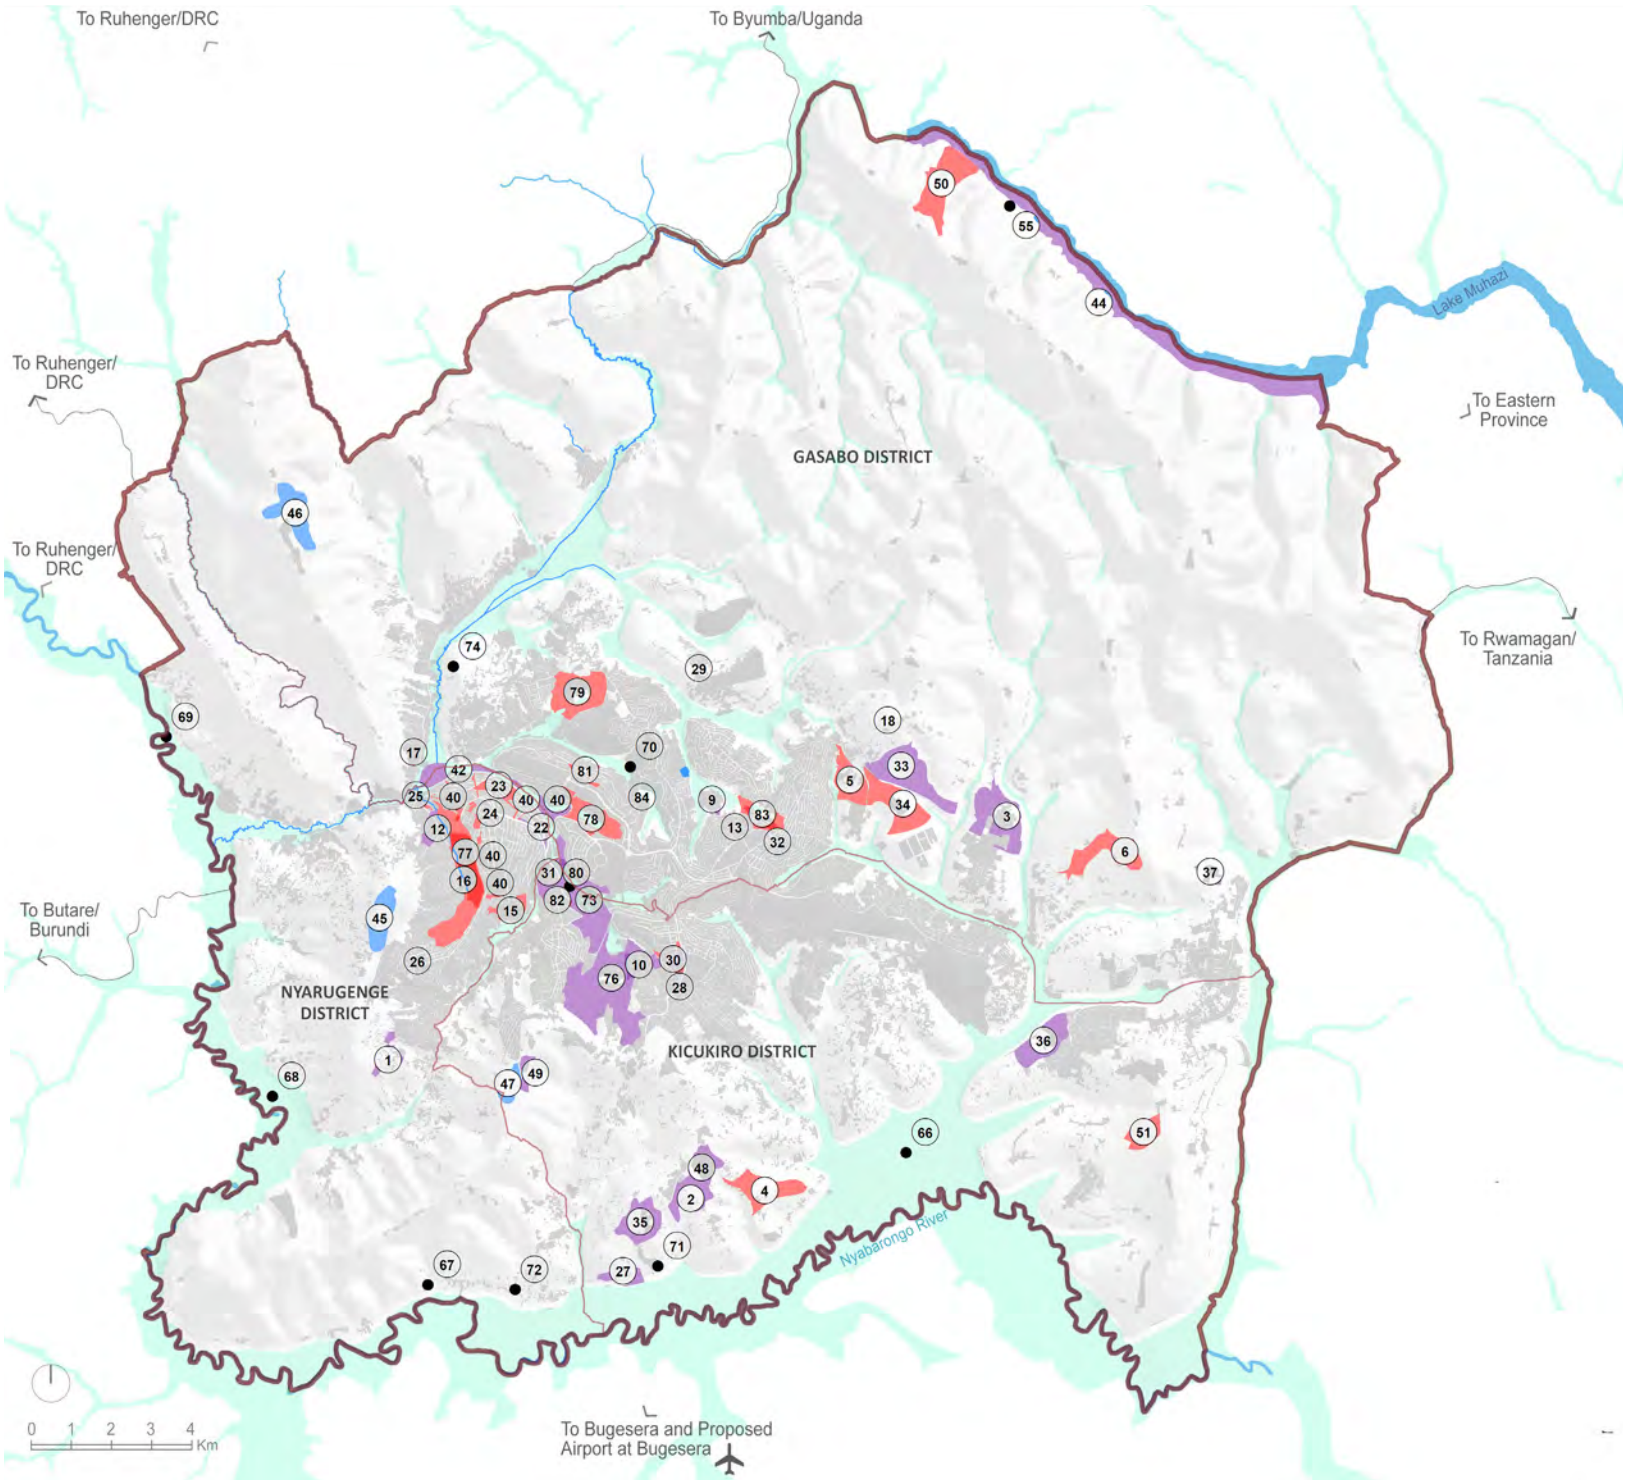 To Ruhenger/DRC
To Byumba/Uganda
50
55
44
Lake Muhazi
To Ruhenger/
DRC
To Eastern
Province
GASABO DISTRICT
46
To Ruhenger/
DRC
To Rwamagan/
Tanzania
74
29
79
69
18
17
70
42
81
33
5
23
25
40
40
40
84
9
34
24
83
3
78
12
22
13
32
77
40
6
31
80
37
16
40
82
73
15
45
To Butare/
Burundi
26
30
10
76
28
NYARUGENGE
DISTRICT
36
KICUKIRO DISTRICT
1
49
68
47
66
51
48
4
2
35
Nyabarongo River
71
67
72
27
0 1 2 3 4
Km
To Bugesera and Proposed
Airport at Bugesera